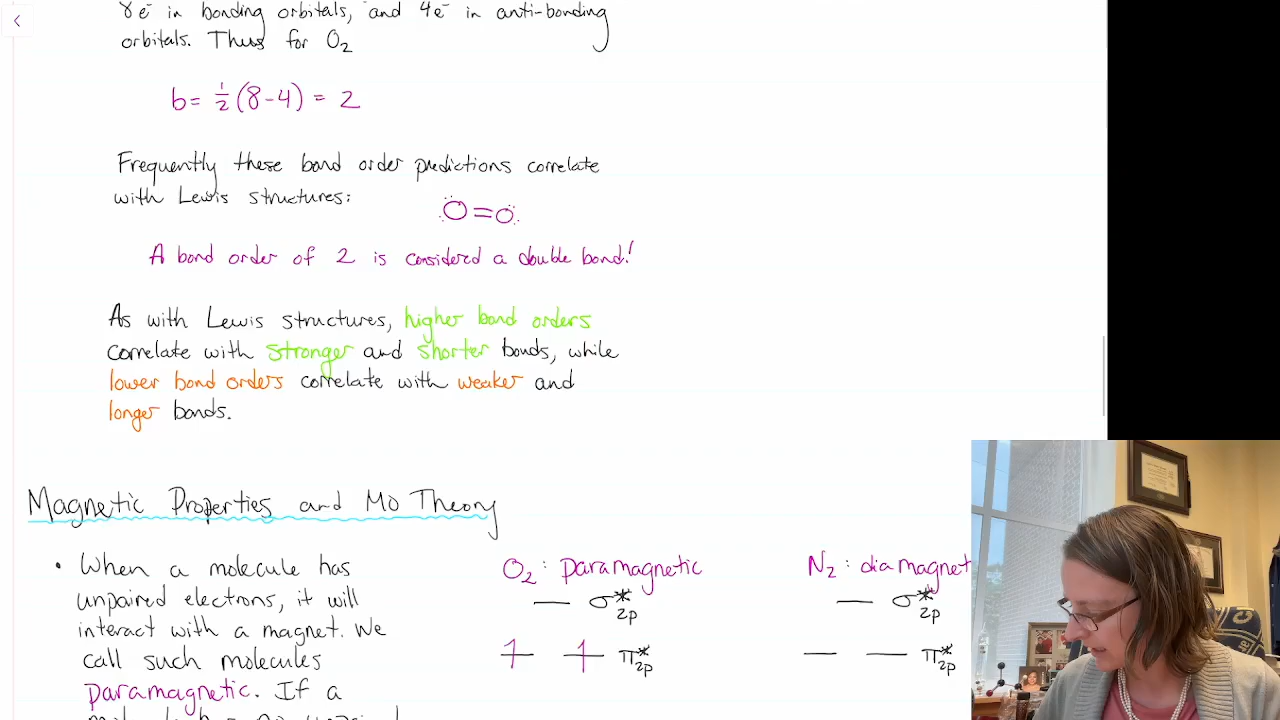 8e⁻ in bonding orbitals, and 4e⁻ in anti-bonding
orbitals. Thus for O₂
b = ½(8-4) = 2
Frequently these bond order predictions correlate
with Lewis structures:
O=O
A bond order of 2 is considered a double bond!
As with Lewis structures, higher bond orders
correlate with stronger and shorter bonds, while
lower bond orders correlate with weaker and
longer bonds.
Magnetic Properties and MO Theory
• When a molecule has
unpaired electrons, it will
interact with a magnet. We
call such molecules
paramagnetic. If a
O₂: paramagnetic
σ*2p
π*2p
N₂: diamagnet
σ*2p
π*2p